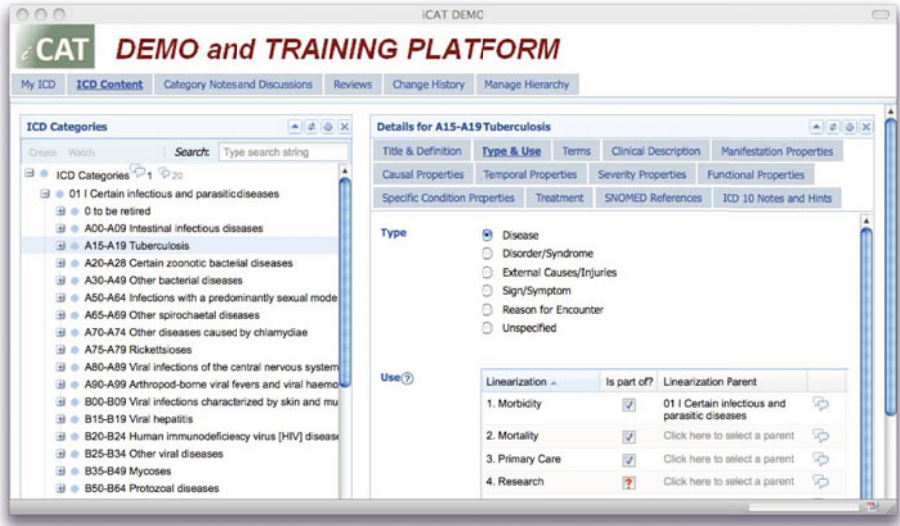 iCAT DEMO
iCAT DEMO and TRAINING PLATFORM
My ICD ICD Content Category Notes and Discussions Reviews Change History Manage Hierarchy
ICD Categories
Create Watch Search: Type search string
ICD Categories 1 20
01 I Certain infectious and parasitic diseases
0 to be retired
A00-A09 Intestinal infectious diseases
A15-A19 Tuberculosis
A20-A28 Certain zoonotic bacterial diseases
A30-A49 Other bacterial diseases
A50-A64 Infections with a predominantly sexual mode
A65-A69 Other spirochaetal diseases
A70-A74 Other diseases caused by chlamydiae
A75-A79 Rickettsioses
A80-A89 Viral infections of the central nervous system
A90-A99 Arthropod-borne viral fevers and viral haemo
B00-B09 Viral infections characterized by skin and mu
B15-B19 Viral hepatitis
B20-B24 Human immunodeficiency virus [HIV] disease
B25-B34 Other viral diseases
B35-B49 Mycoses
B50-B64 Protozoal diseases
Details for A15-A19 Tuberculosis
Title & Definition Type & Use Terms Clinical Description Manifestation Properties
Causal Properties Temporal Properties Severity Properties Functional Properties
Specific Condition Properties Treatment SNOMED References ICD 10 Notes and Hints
Type
Disease
Disorder/Syndrome
External Causes/Injuries
Sign/Symptom
Reason for Encounter
Unspecified
Use ?
Linearization Is part of? Linearization Parent
1. Morbidity 01 I Certain infectious and
parasitic diseases
2. Mortality Click here to select a parent
3. Primary Care Click here to select a parent
4. Research ? Click here to select a parent